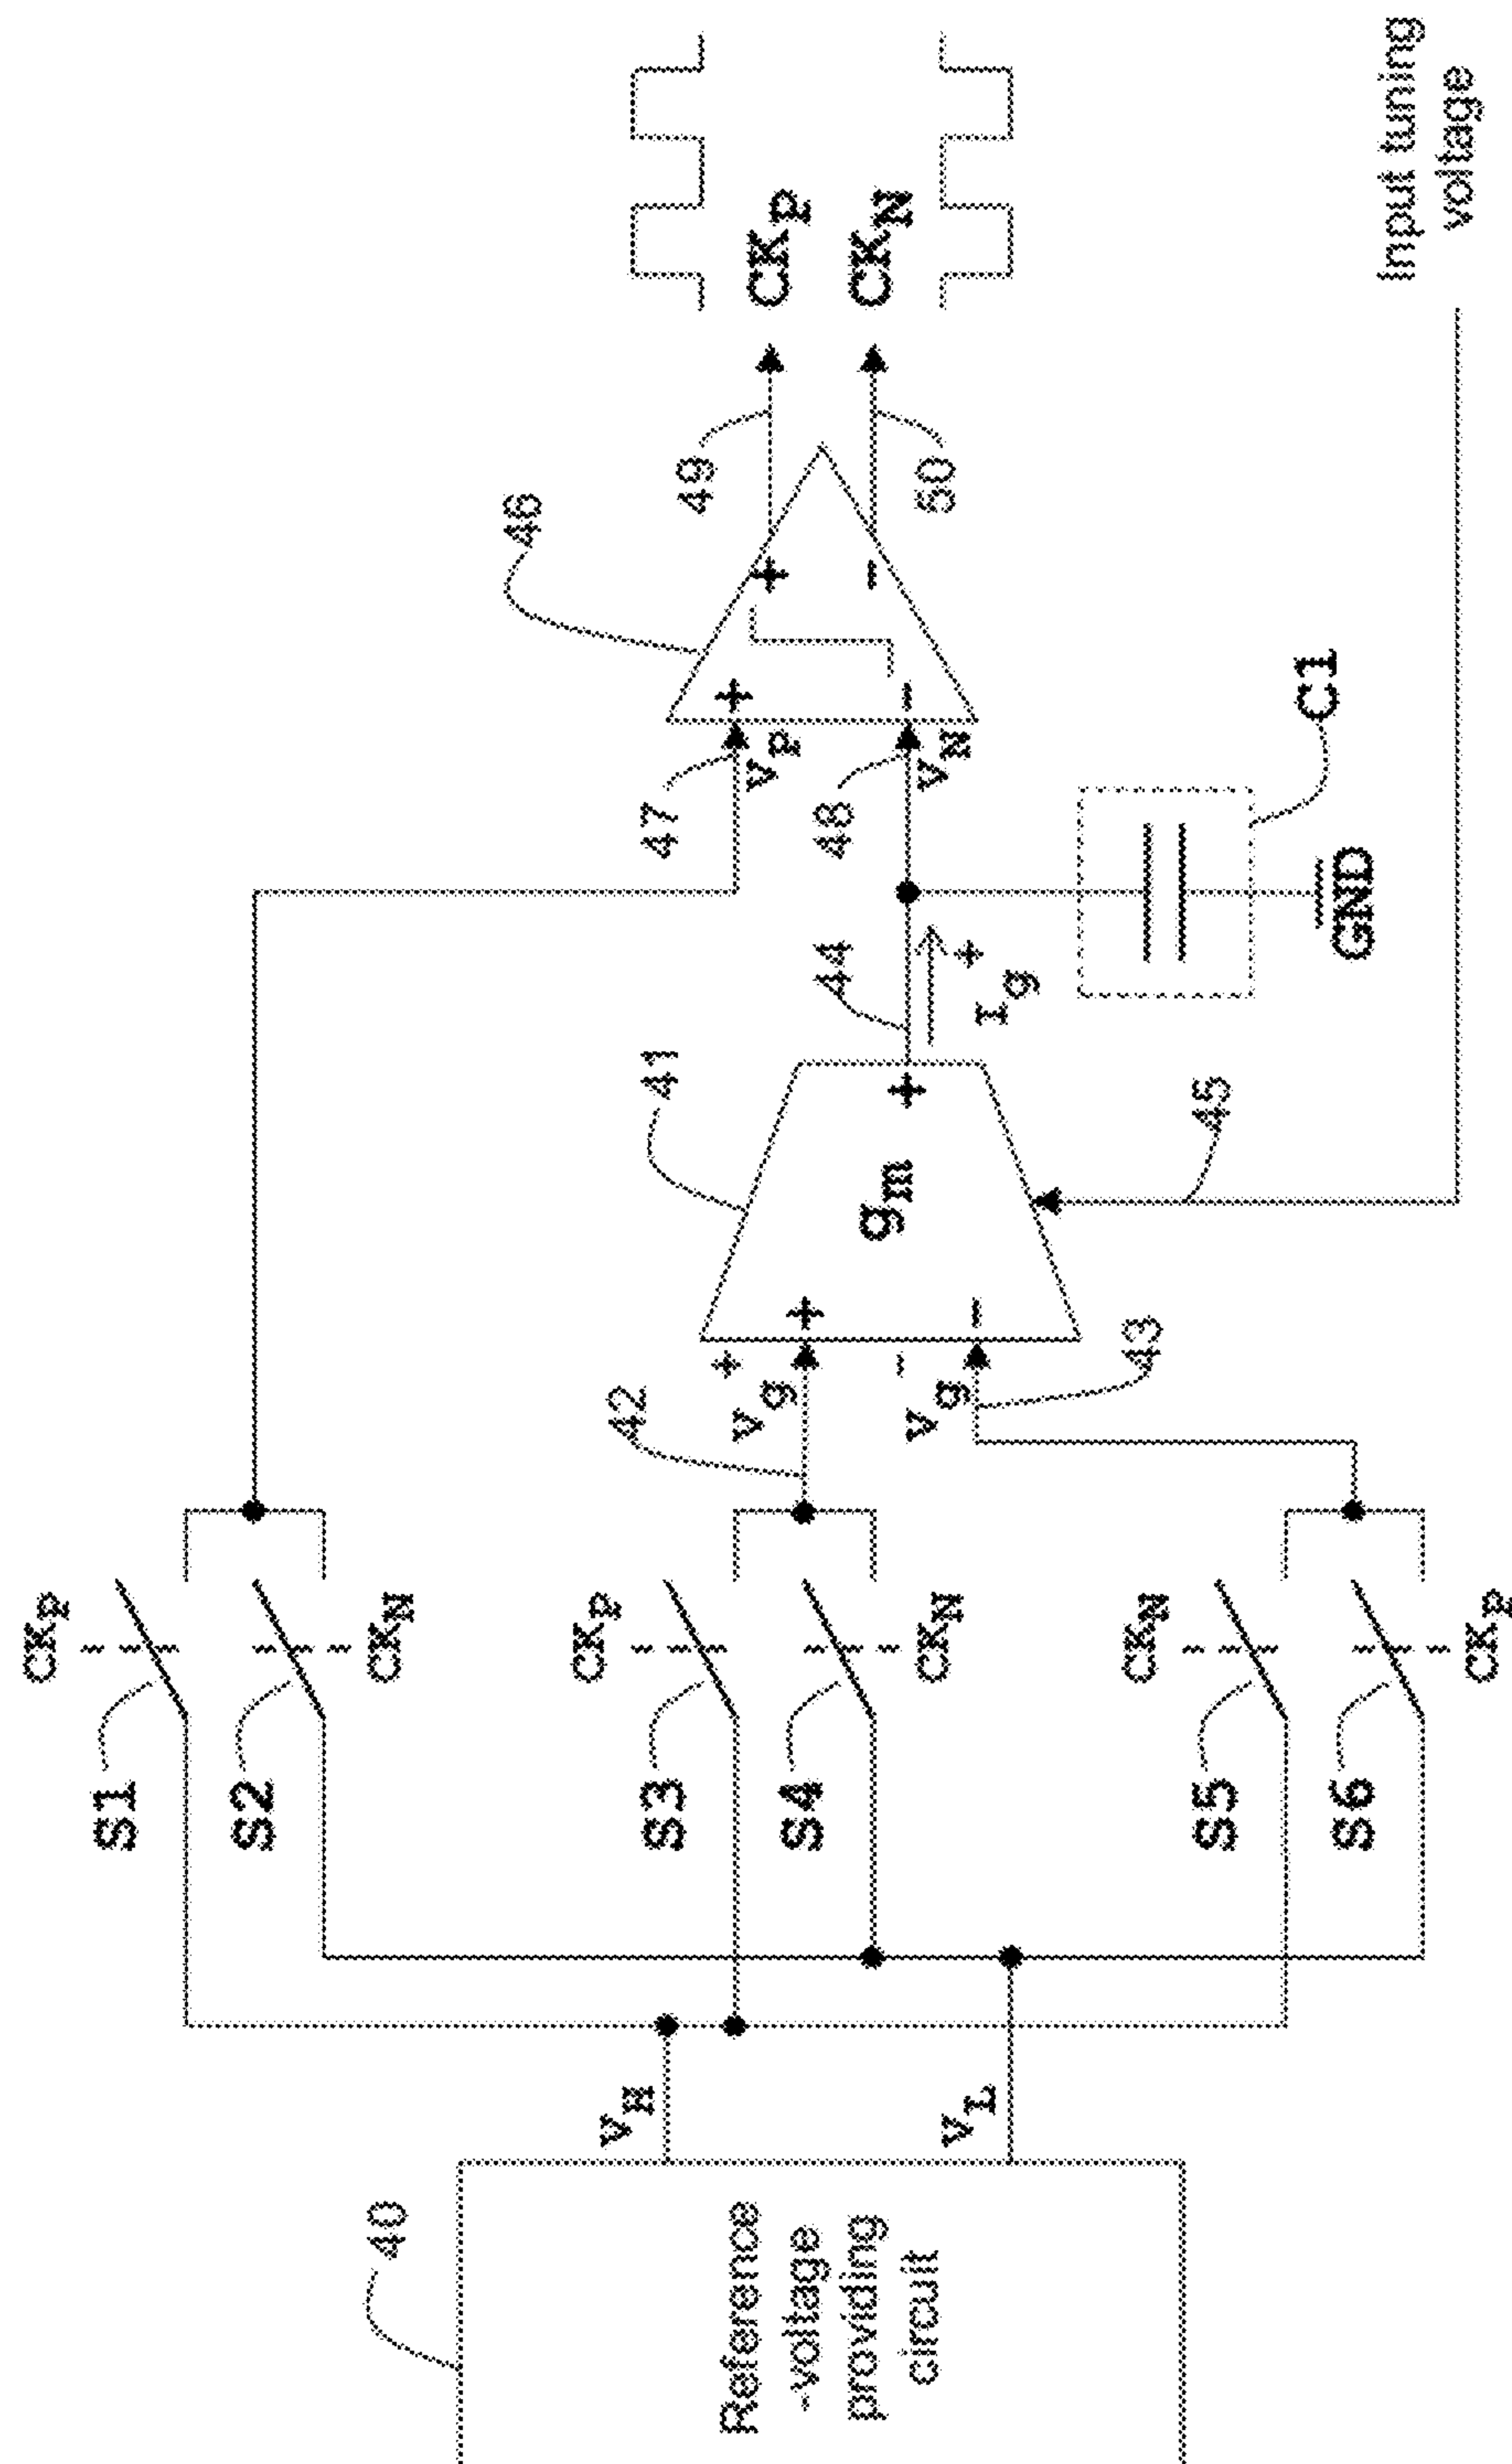 40
Reference
-voltage
providing
circuit
V_H
V_L
S1
CK_P
S2
CK_N
S3
CK_P
S4
CK_N
S5
CK_N
S6
CK_P
42
V_g^+
V_g^-
43
41
+
-
g_m
+
45
44
I_g^+
C1
GND
47
V_P
48
V_N
46
+
-
+
-
49
50
CK_P
CK_N
Input tuning
voltage